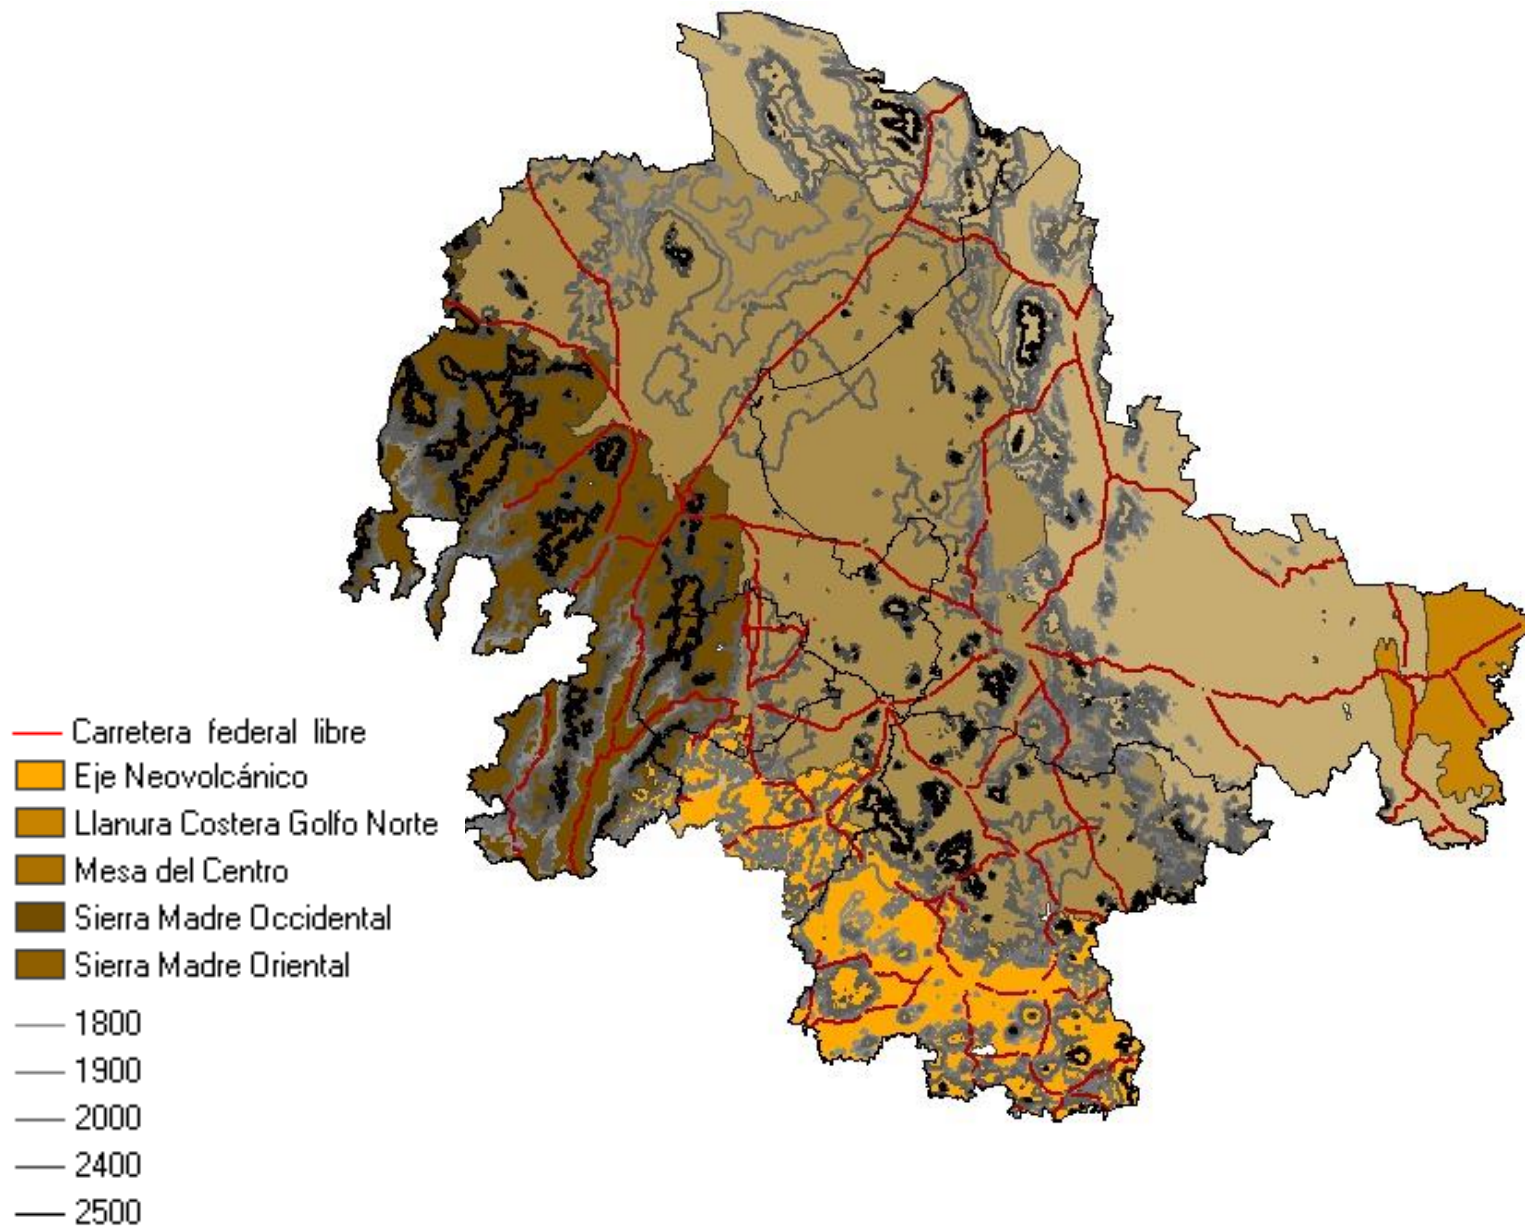 Carretera federal libre
Eje Neovolcánico
Llanura Costera Golfo Norte
Mesa del Centro
Sierra Madre Occidental
Sierra Madre Oriental
1800
1900
2000
2400
2500